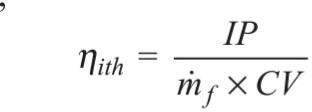 ,
η_ith = IP / (ṁ_f × CV)